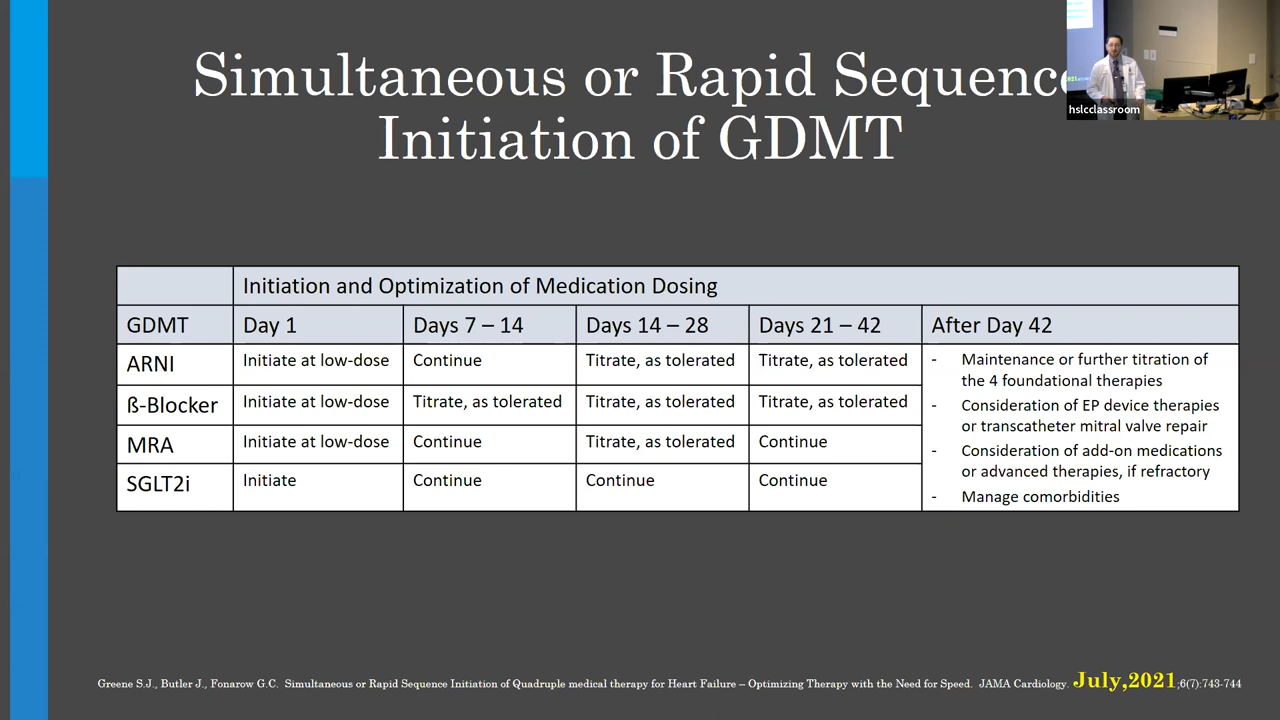 Simultaneous or Rapid Sequence
Initiation of GDMT
hslcclassroom
Initiation and Optimization of Medication Dosing
GDMT Day 1 Days 7 – 14 Days 14 – 28 Days 21 – 42 After Day 42
ARNI Initiate at low-dose Continue Titrate, as tolerated Titrate, as tolerated
ß-Blocker Initiate at low-dose Titrate, as tolerated Titrate, as tolerated Titrate, as tolerated
MRA Initiate at low-dose Continue Titrate, as tolerated Continue
SGLT2i Initiate Continue Continue Continue
- Maintenance or further titration of
the 4 foundational therapies
- Consideration of EP device therapies
or transcatheter mitral valve repair
- Consideration of add-on medications
or advanced therapies, if refractory
- Manage comorbidities
Greene S.J., Butler J., Fonarow G.C. Simultaneous or Rapid Sequence Initiation of Quadruple medical therapy for Heart Failure – Optimizing Therapy with the Need for Speed. JAMA Cardiology. July,2021;6(7):743-744